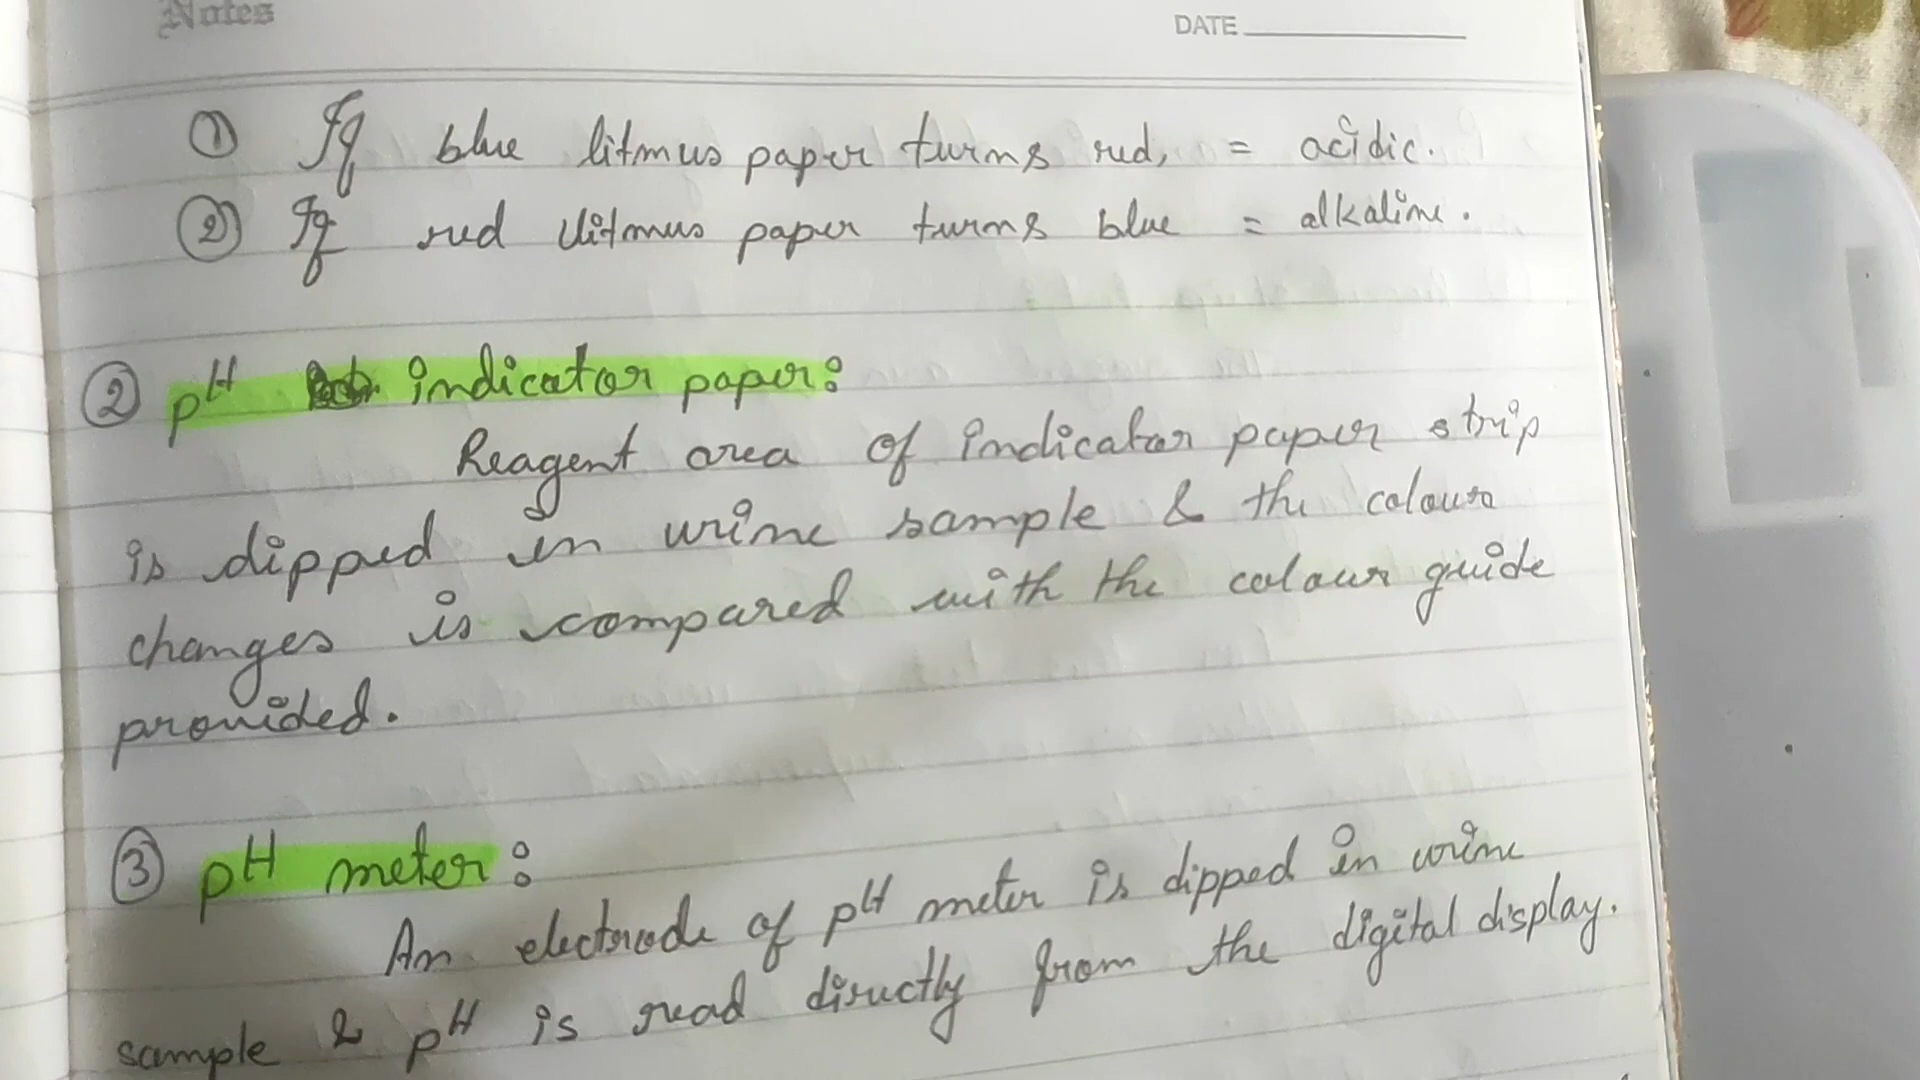 Notes
DATE
① If blue litmus paper turns red, = acidic.
② If red litmus paper turns blue = alkaline.
② pH indicator paper:
Reagent area of indicator paper strip
is dipped in urine sample & the colour
changes is compared with the colour guide
provided.
③ pH meter:
An electrode of pH meter is dipped in urine
sample & pH is read directly from the digital display.